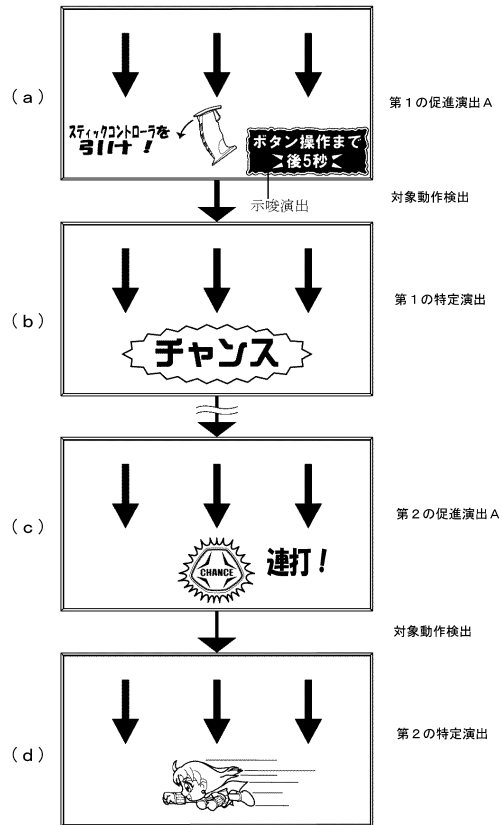 (a)
第1の促進演出A
スティックコントローラを
引け！
ボタン操作まで
後5秒
示唆演出
対象動作検出
(b)
第1の特定演出
チャンス
(c)
第2の促進演出A
CHANCE
連打！
対象動作検出
(d)
第2の特定演出